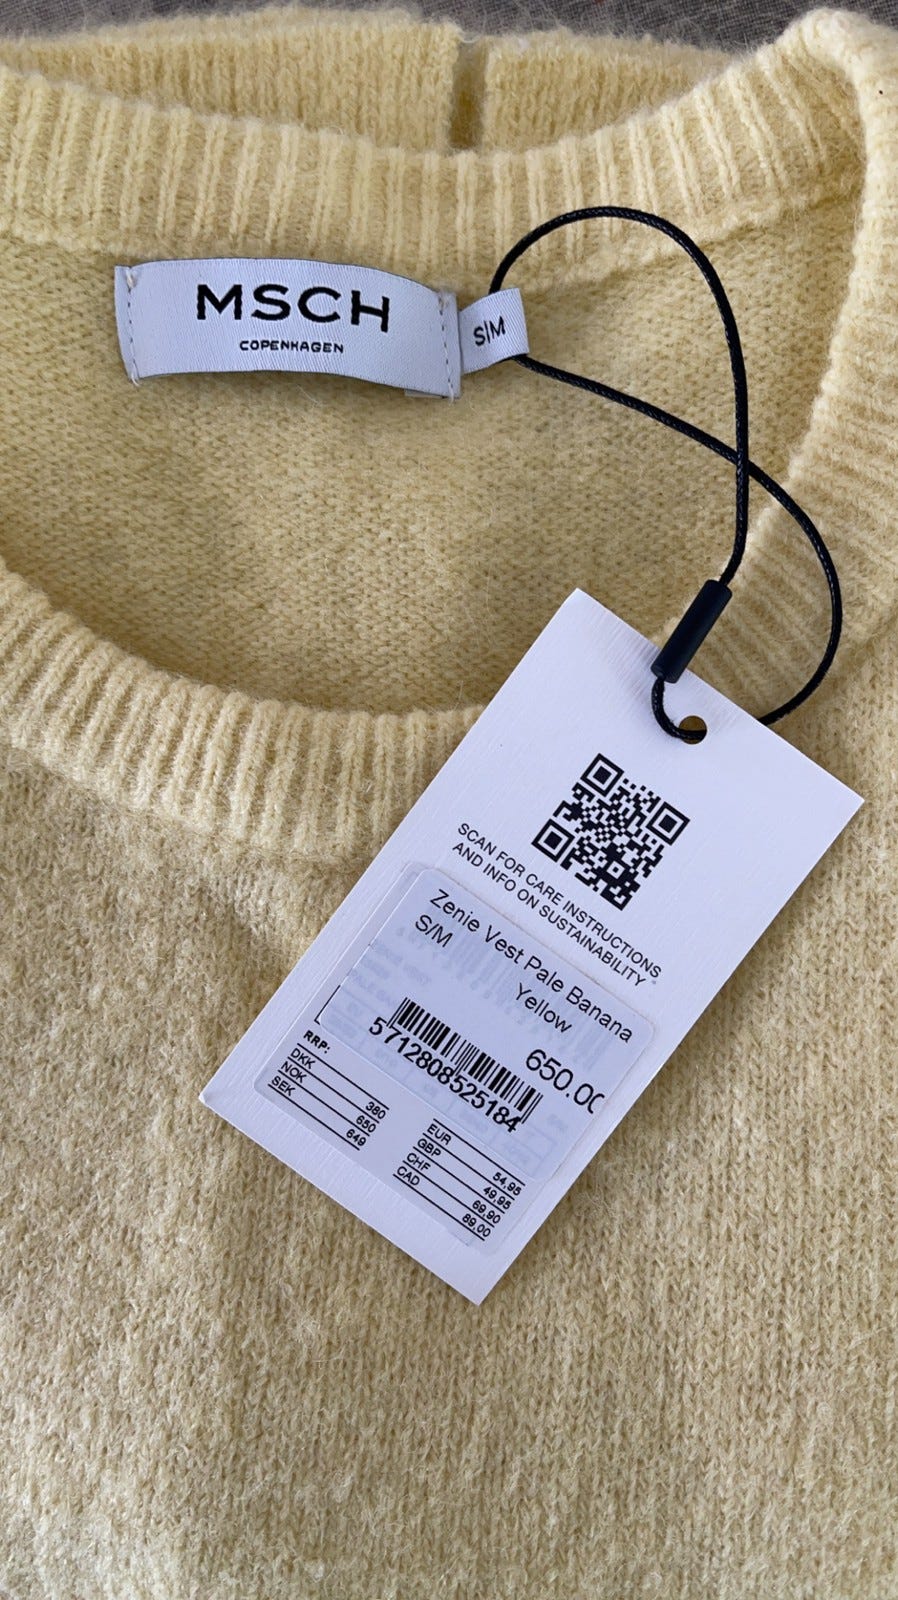 MSCH
COPENHAGEN
S/M
SCAN FOR CARE INSTRUCTIONS
AND INFO ON SUSTAINABILITY
Zenie Vest Pale Banana
Yellow
S/M
650.00
5712808525184
RRP:
DKK 380
NOK 650
SEK 649
EUR 54,95
GBP 49,95
CHF 69,90
CAD 89,00